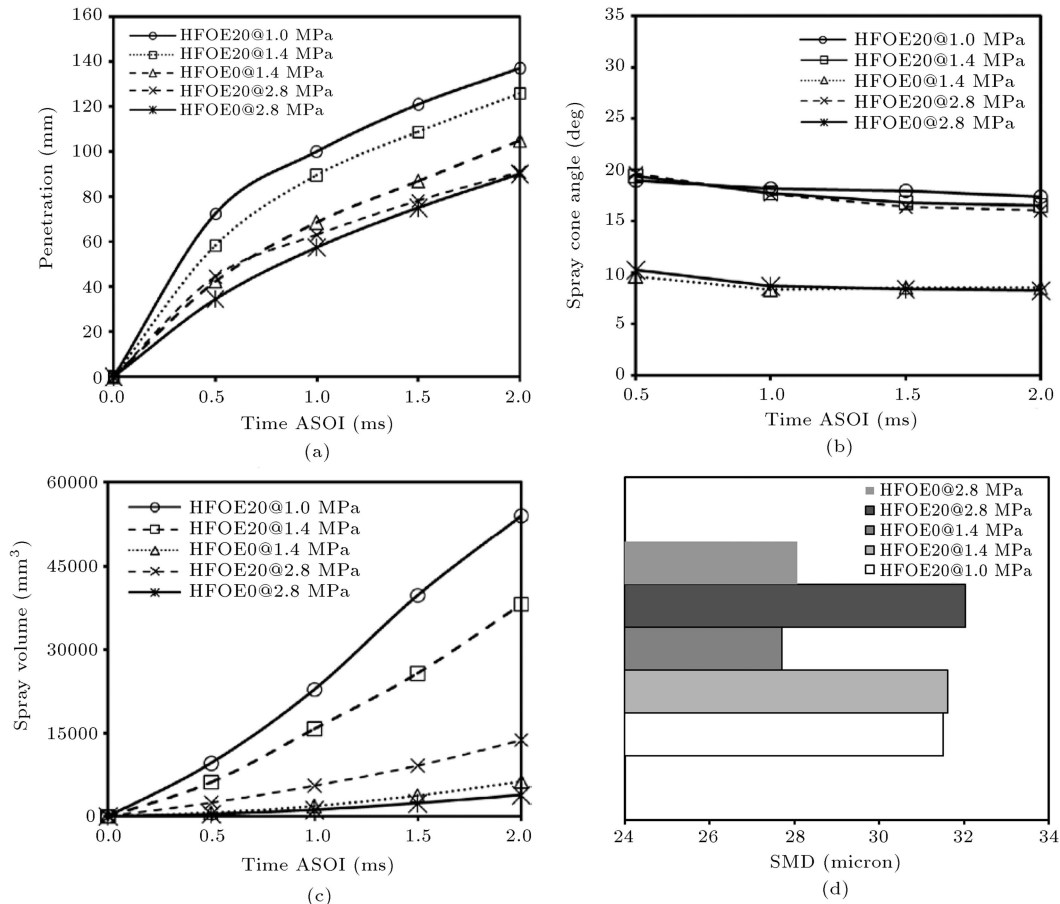 160
140
120
100
80
60
40
20
0
Penetration (mm)
HFOE20@1.0 MPa
HFOE20@1.4 MPa
HFOE0@1.4 MPa
HFOE20@2.8 MPa
HFOE0@2.8 MPa
0.0 0.5 1.0 1.5 2.0
Time ASOI (ms)
(a)
35
30
25
20
15
10
5
0
Spray cone angle (deg)
HFOE20@1.0 MPa
HFOE20@1.4 MPa
HFOE0@1.4 MPa
HFOE20@2.8 MPa
HFOE0@2.8 MPa
0.5 1.0 1.5 2.0
Time ASOI (ms)
(b)
60000
45000
30000
15000
0
Spray volume (mm³)
HFOE20@1.0 MPa
HFOE20@1.4 MPa
HFOE0@1.4 MPa
HFOE20@2.8 MPa
HFOE0@2.8 MPa
0.0 0.5 1.0 1.5 2.0
Time ASOI (ms)
(c)
HFOE0@2.8 MPa
HFOE20@2.8 MPa
HFOE0@1.4 MPa
HFOE20@1.4 MPa
HFOE20@1.0 MPa
24 26 28 30 32 34
SMD (micron)
(d)